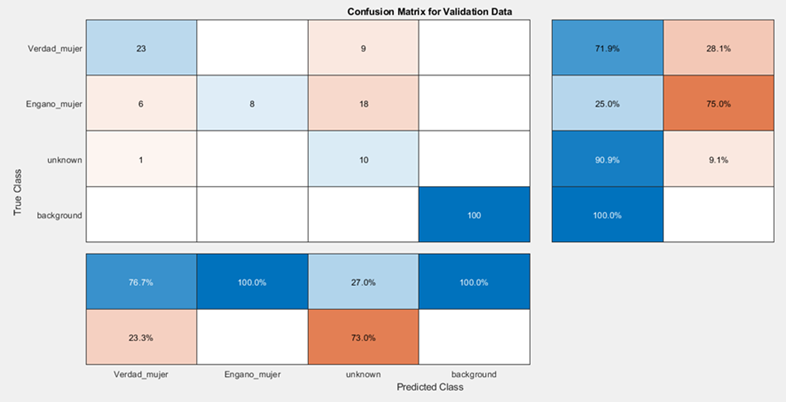 Confusion Matrix for Validation Data
Verdad_mujer 23 9 71.9% 28.1%
Engano_mujer 6 8 18 25.0% 75.0%
unknown 1 10 90.9% 9.1%
background 100 100.0%
True Class
76.7% 100.0% 27.0% 100.0%
23.3% 73.0%
Verdad_mujer Engano_mujer unknown background
Predicted Class